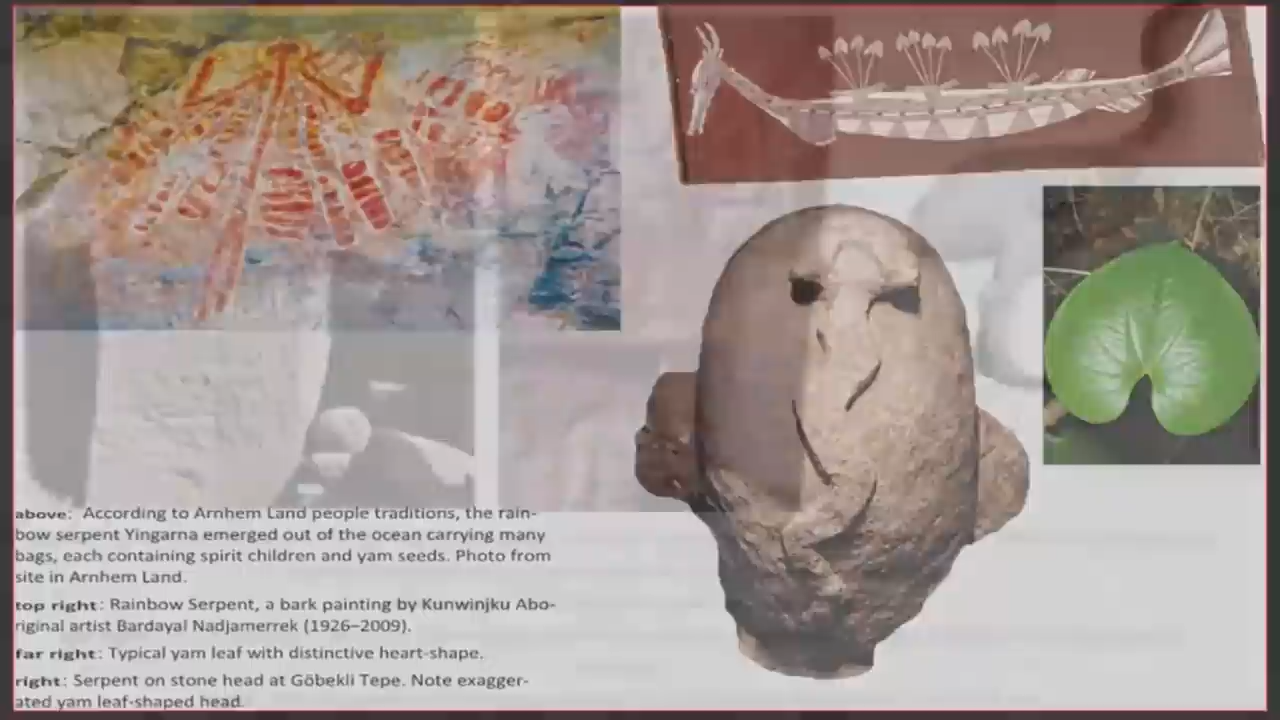 above: According to Arnhem Land people traditions, the rain-
bow serpent Yingarna emerged out of the ocean carrying many
bags, each containing spirit children and yam seeds. Photo from
site in Arnhem Land.
top right: Rainbow Serpent, a bark painting by Kunwinjku Abo-
riginal artist Bardayal Nadjamerrek (1926–2009).
far right: Typical yam leaf with distinctive heart-shape.
right: Serpent on stone head at Göbekli Tepe. Note exagger-
ated yam leaf-shaped head.